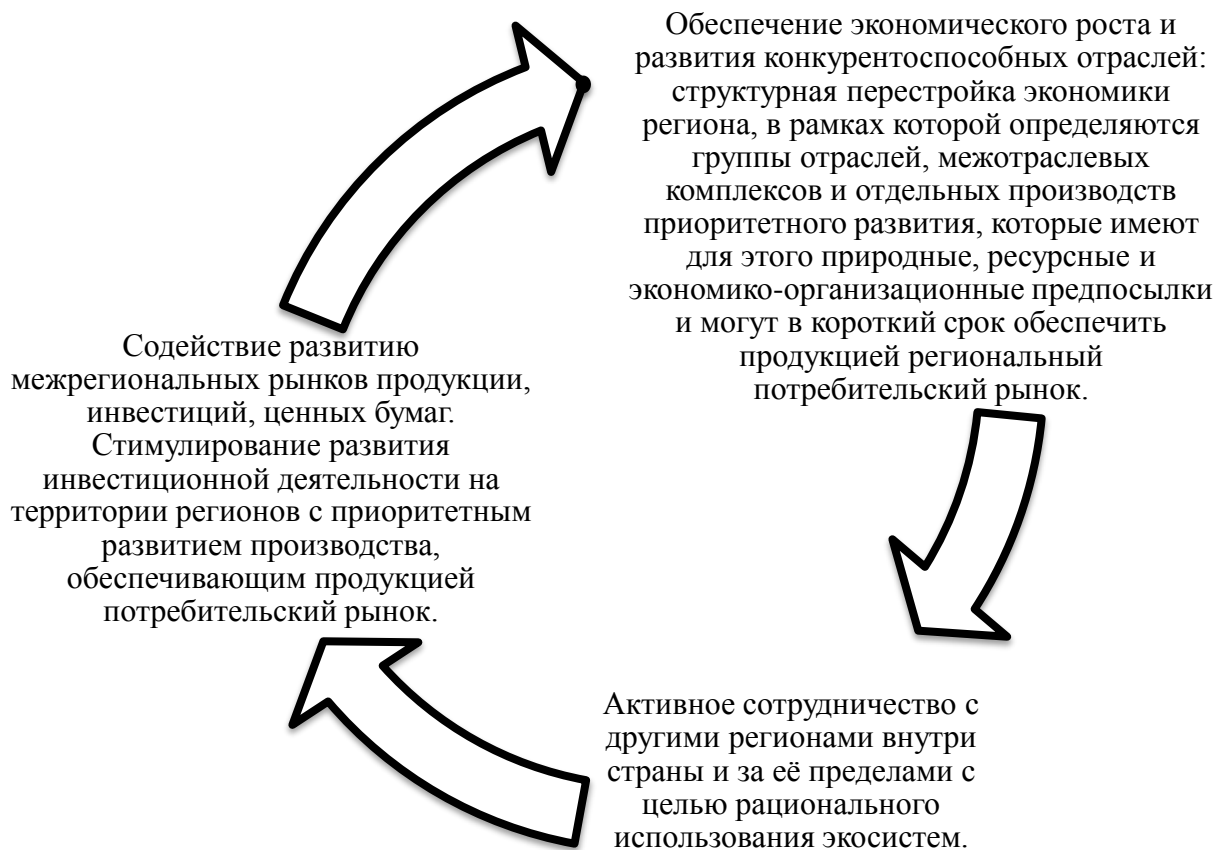 Обеспечение экономического роста и
развития конкурентоспособных отраслей:
структурная перестройка экономики
региона, в рамках которой определяются
группы отраслей, межотраслевых
комплексов и отдельных производств
приоритетного развития, которые имеют
для этого природные, ресурсные и
экономико-организационные предпосылки
и могут в короткий срок обеспечить
продукцией региональный
потребительский рынок.
Активное сотрудничество с
другими регионами внутри
страны и за её пределами с
целью рационального
использования экосистем.
Содействие развитию
межрегиональных рынков продукции,
инвестиций, ценных бумаг.
Стимулирование развития
инвестиционной деятельности на
территории регионов с приоритетным
развитием производства,
обеспечивающим продукцией
потребительский рынок.